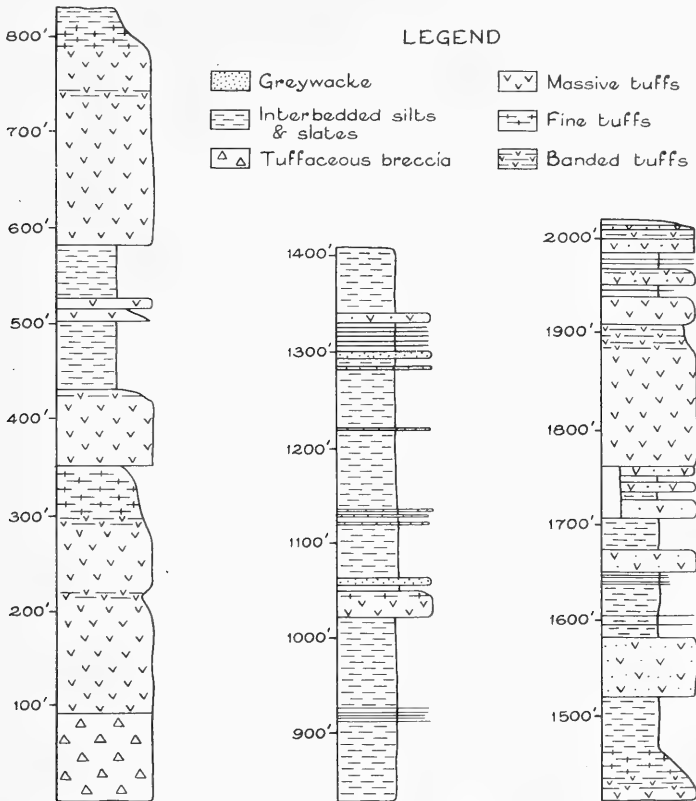 LEGEND
Greywacke
Interbedded silts
& slates
Tuffaceous breccia
Massive tuffs
Fine tuffs
Banded tuffs
800'
700'
600'
500'
400'
300'
200'
100'
1400'
1300'
1200'
1100'
1000'
900'
2000'
1900'
1800'
1700'
1600'
1500'